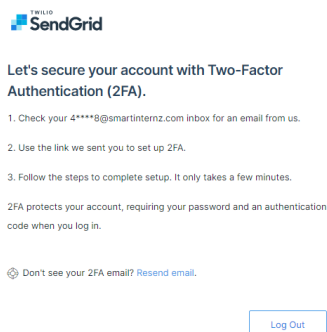 TWILIO
SendGrid
Let's secure your account with Two-Factor
Authentication (2FA).
1. Check your 4****8@smartinternz.com inbox for an email from us.
2. Use the link we sent you to set up 2FA.
3. Follow the steps to complete setup. It only takes a few minutes.
2FA protects your account, requiring your password and an authentication
code when you log in.
Don't see your 2FA email? Resend email.
Log Out